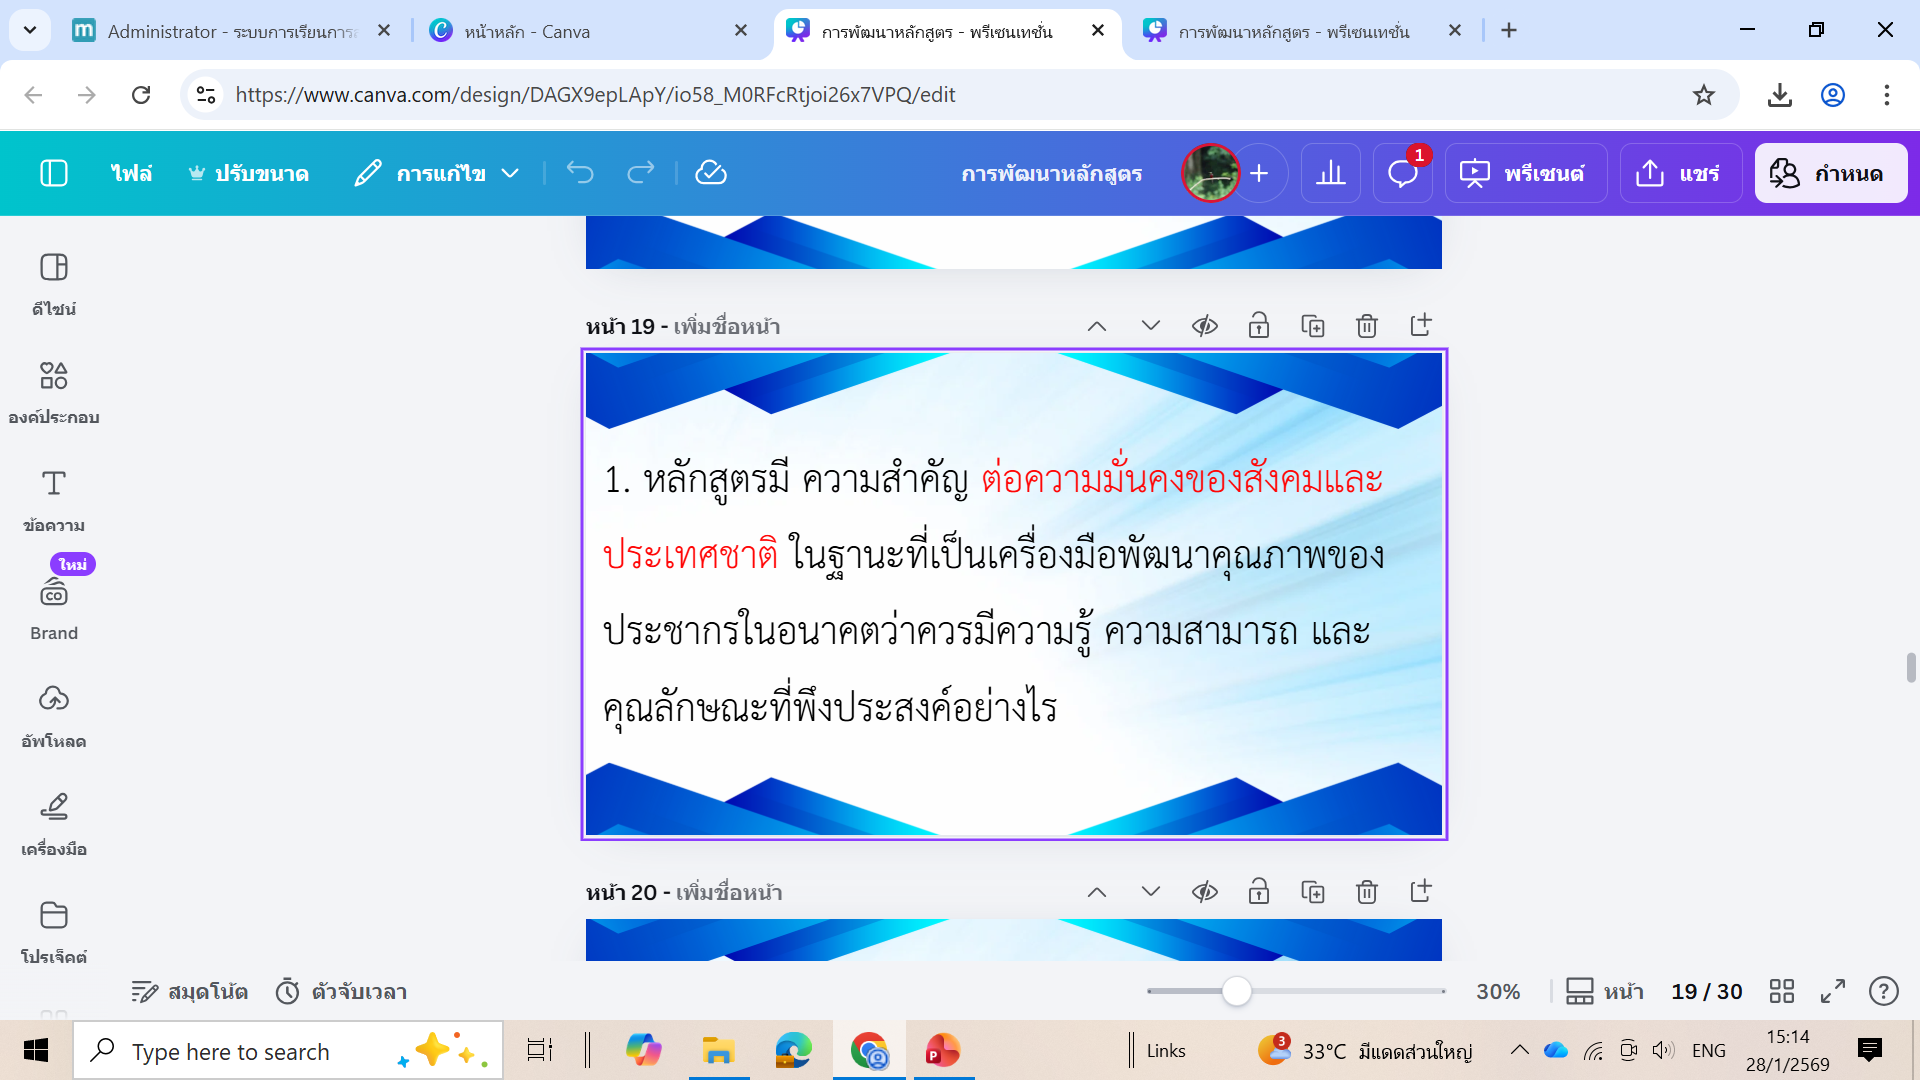 Administrator - ระบบการเรียนการส
หน้าหลัก - Canva
การพัฒนาหลักสูตร - พรีเซนเทชั่น
การพัฒนาหลักสูตร - พรีเซนเทชั่น
https://www.canva.com/design/DAGX9epLApY/io58_M0RFcRtjoi26x7VPQ/edit
ไฟล์
ปรับขนาด
การแก้ไข
การพัฒนาหลักสูตร
1
พรีเซนต์
แชร์
กำหนด
ดีไซน์
องค์ประกอบ
ข้อความ
ใหม่
Brand
อัพโหลด
เครื่องมือ
โปรเจ็คต์
หน้า 19 - เพิ่มชื่อหน้า
1. หลักสูตรมี ความสำคัญ ต่อความมั่นคงของสังคมและ
ประเทศชาติ ในฐานะที่เป็นเครื่องมือพัฒนาคุณภาพของ
ประชากรในอนาคตว่าควรมีความรู้ ความสามารถ และ
คุณลักษณะที่พึงประสงค์อย่างไร
หน้า 20 - เพิ่มชื่อหน้า
สมุดโน้ต
ตัวจับเวลา
30%
หน้า
19 / 30
Type here to search
Links
3
33°C มีแดดส่วนใหญ่
ENG
15:14
28/1/2569